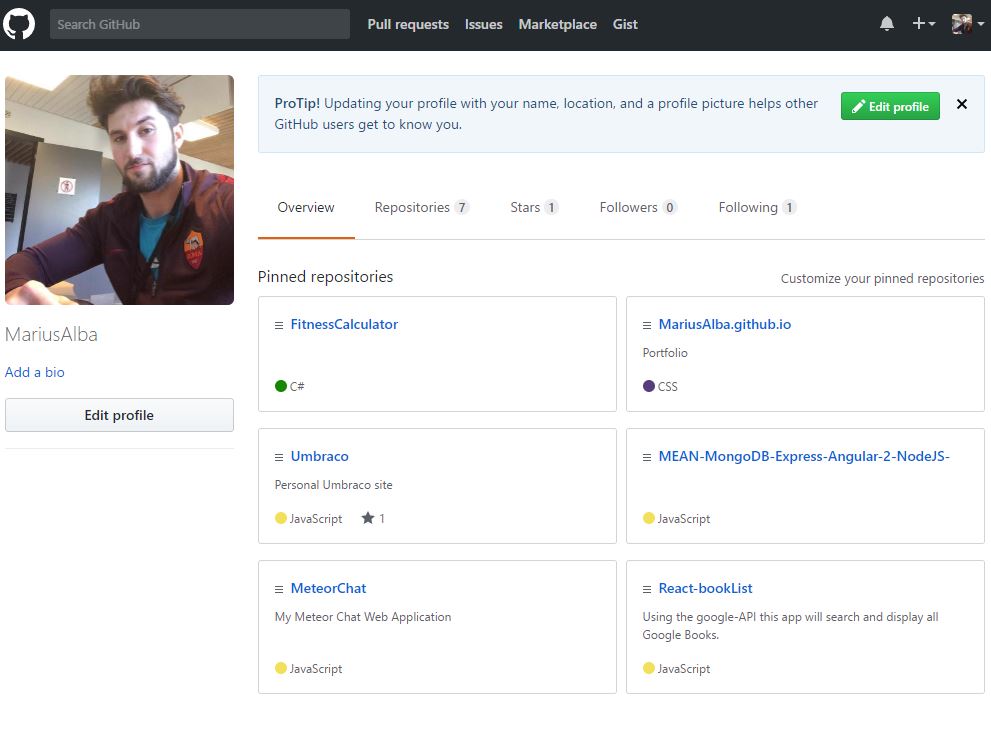 Search GitHub Pull requests Issues Marketplace Gist
ProTip! Updating your profile with your name, location, and a profile picture helps other
GitHub users get to know you.
Edit profile
MariusAlba
Add a bio
Edit profile
Overview Repositories 7 Stars 1 Followers 0 Following 1
Pinned repositories Customize your pinned repositories
FitnessCalculator
C#
MariusAlba.github.io
Portfolio
CSS
Umbraco
Personal Umbraco site
JavaScript 1
MEAN-MongoDB-Express-Angular-2-NodeJS-
JavaScript
MeteorChat
My Meteor Chat Web Application
JavaScript
React-bookList
Using the google-API this app will search and display all
Google Books.
JavaScript